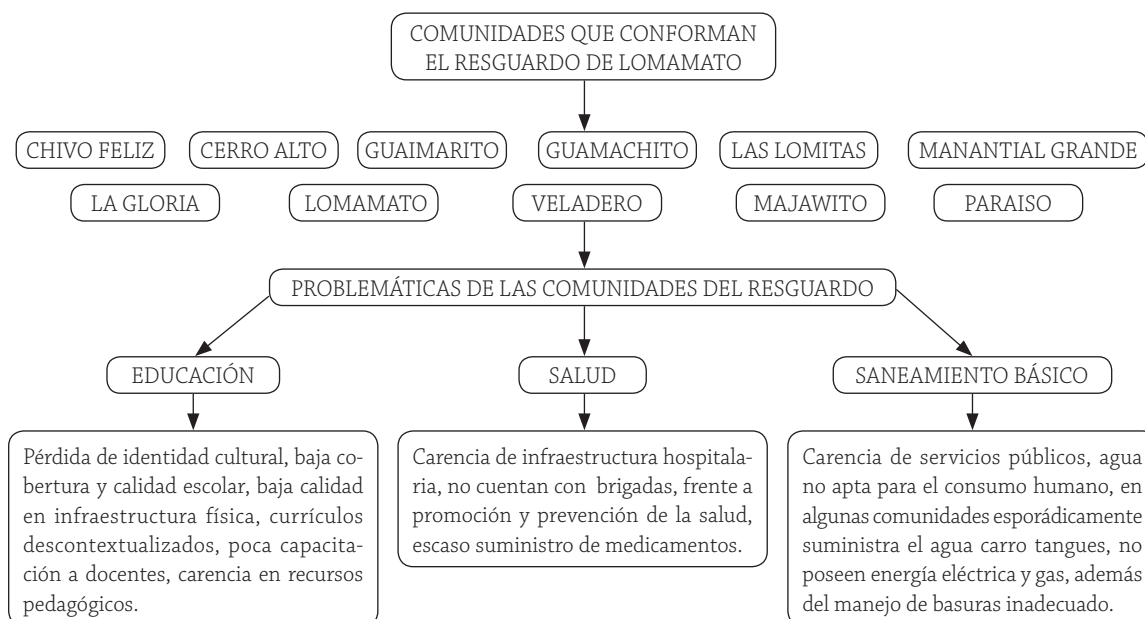 COMUNIDADES QUE CONFORMAN
EL RESGUARDO DE LOMAMATO
CHIVO FELIZ
CERRO ALTO
GUAIMARITO
GUAMACHITO
LAS LOMITAS
MANANTIAL GRANDE
LA GLORIA
LOMAMATO
VELADERO
MAJAWITO
PARAISO
PROBLEMÁTICAS DE LAS COMUNIDADES DEL RESGUARDO
EDUCACIÓN
Pérdida de identidad cultural, baja co-
bertura y calidad escolar, baja calidad
en infraestructura física, currículos
descontextualizados, poca capacita-
ción a docentes, carencia en recursos
pedagógicos.
SALUD
Carencia de infraestructura hospitala-
ria, no cuentan con brigadas, frente a
promoción y prevención de la salud,
escaso suministro de medicamentos.
SANEAMIENTO BÁSICO
Carencia de servicios públicos, agua
no apta para el consumo humano, en
algunas comunidades esporádicamente
suministra el agua carro tangues, no
poseen energía eléctrica y gas, además
del manejo de basuras inadecuado.